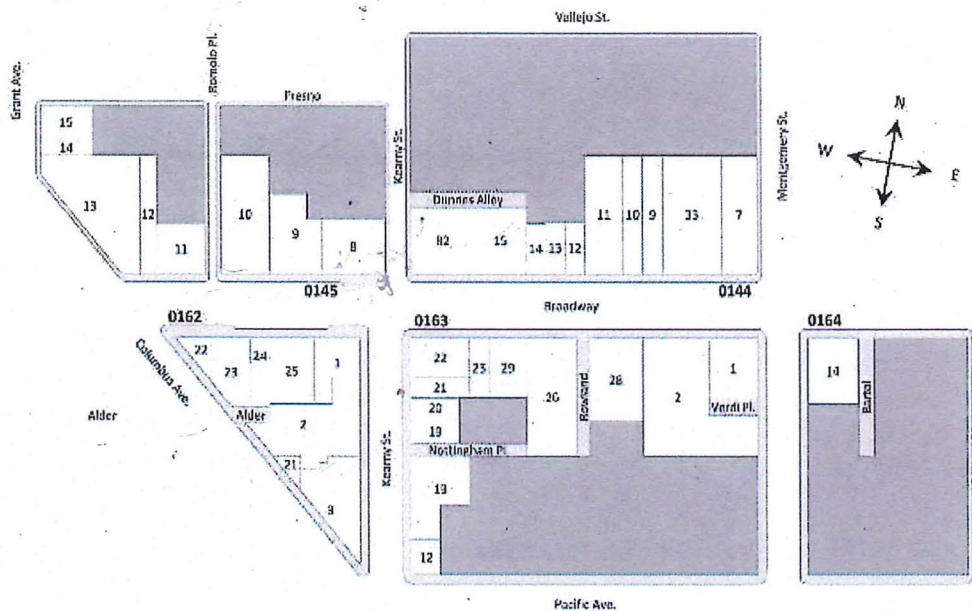 Vallejo St.
Grant Ave.
Romolo Pl.
Fresno
Kearny St.
Montgomery St.
N
W
E
S
15
14
13
12
11
10
9
8
Dunnes Alley
82
15
14
13
12
11
10
9
33
7
0145
0144
Broadway
0162
0163
0164
Columbus Ave.
22
23
24
25
1
Alder
Alder
2
21
3
Kearny St.
22
23
29
21
20
19
26
Rowland
28
2
1
Verdi Pl.
Nottingham Pl.
19
12
14
Bartol
Pacific Ave.